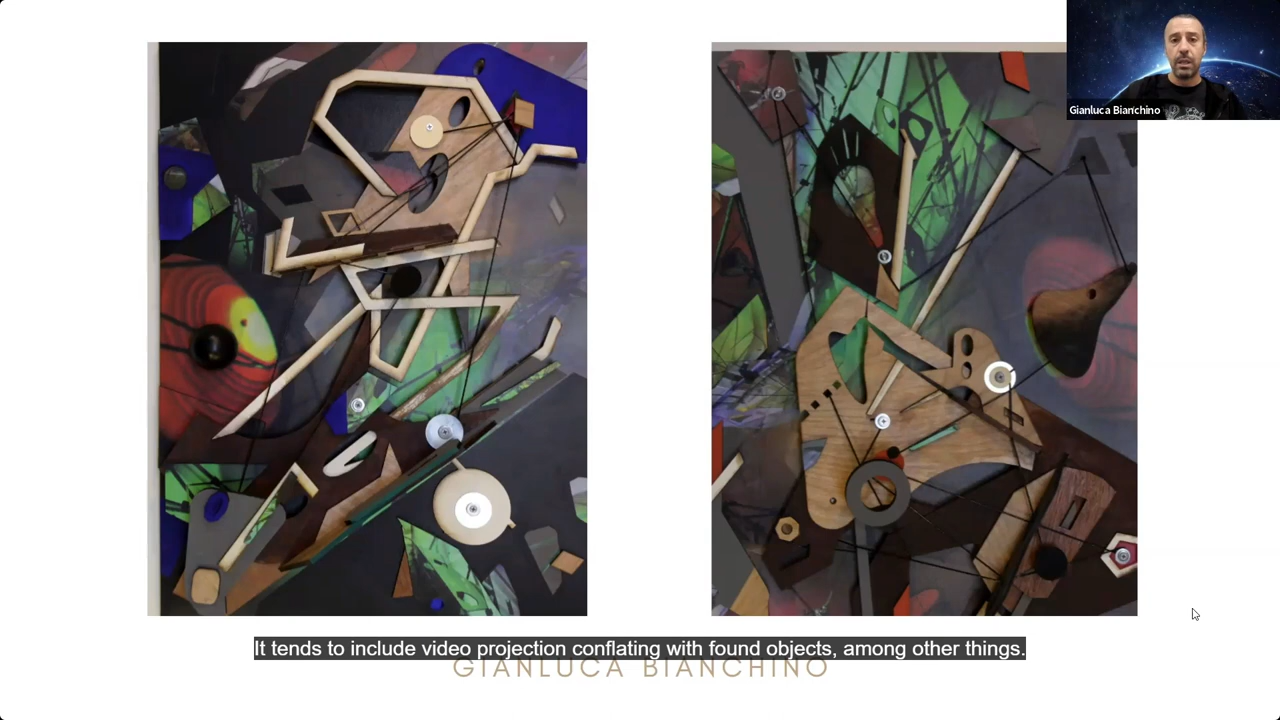 Gianluca Bianchino
It tends to include video projection conflating with found objects, among other things.
GIANLUCA BIANCHINO